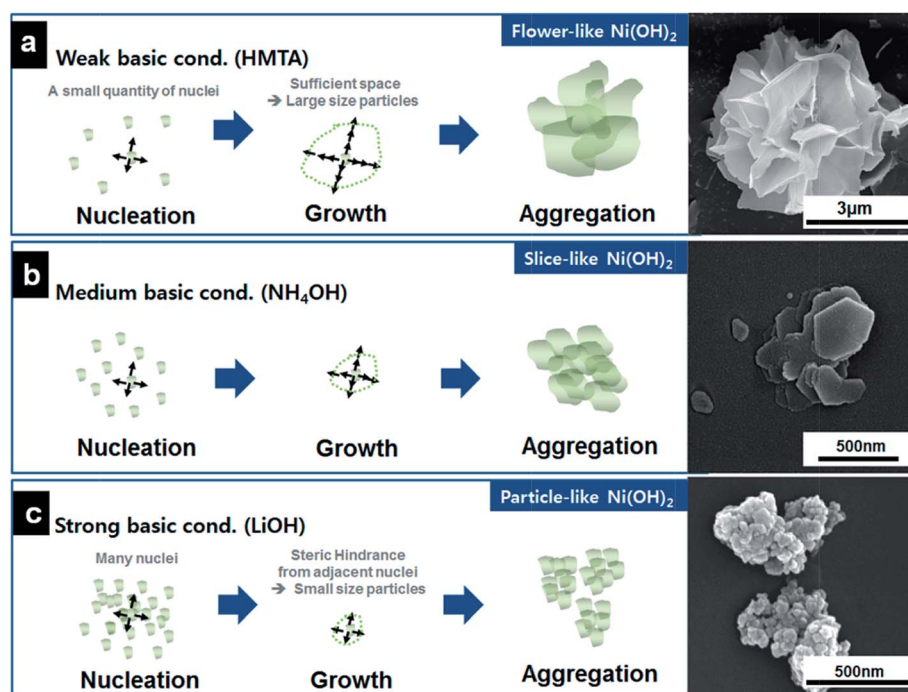 a
Flower-like Ni(OH)₂
Weak basic cond. (HMTA)
A small quantity of nuclei
Sufficient space
➔ Large size particles
Nucleation
Growth
Aggregation
3μm
b
Slice-like Ni(OH)₂
Medium basic cond. (NH₄OH)
Nucleation
Growth
Aggregation
500nm
c
Particle-like Ni(OH)₂
Strong basic cond. (LiOH)
Many nuclei
Steric Hindrance
from adjacent nuclei
➔ Small size particles
Nucleation
Growth
Aggregation
500nm